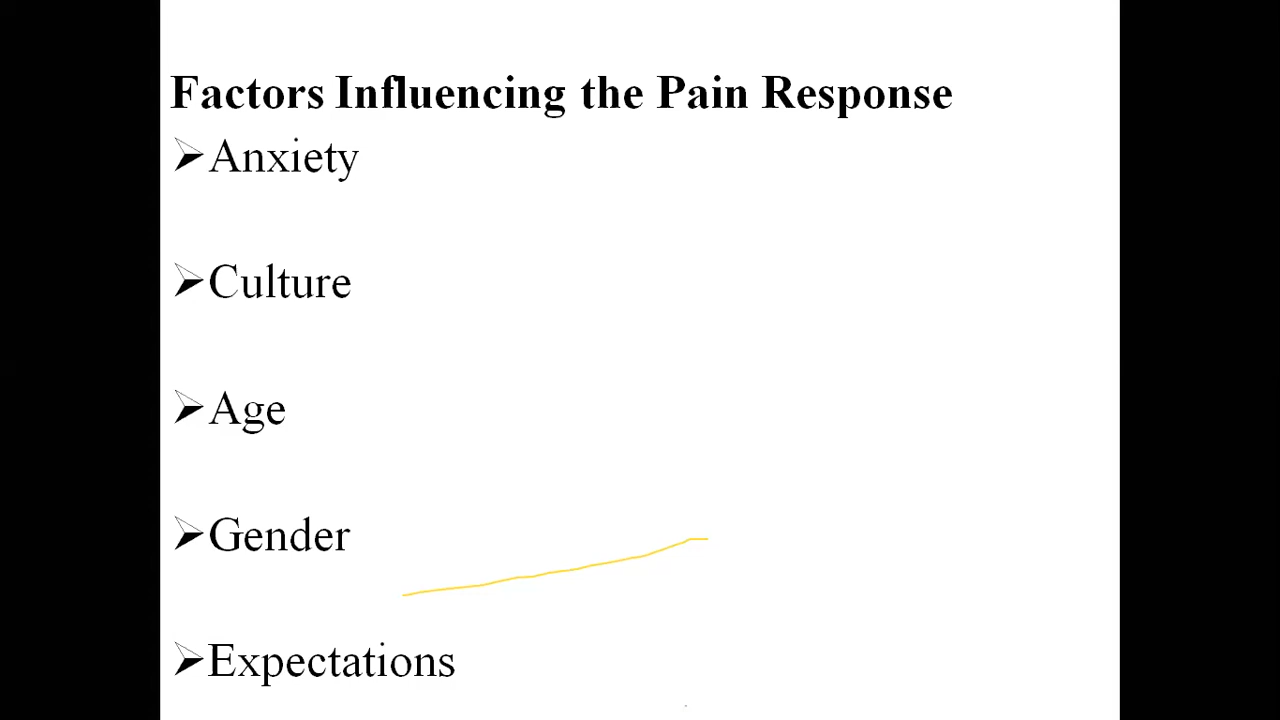 Factors Influencing the Pain Response
➢Anxiety
➢Culture
➢Age
➢Gender
➢Expectations